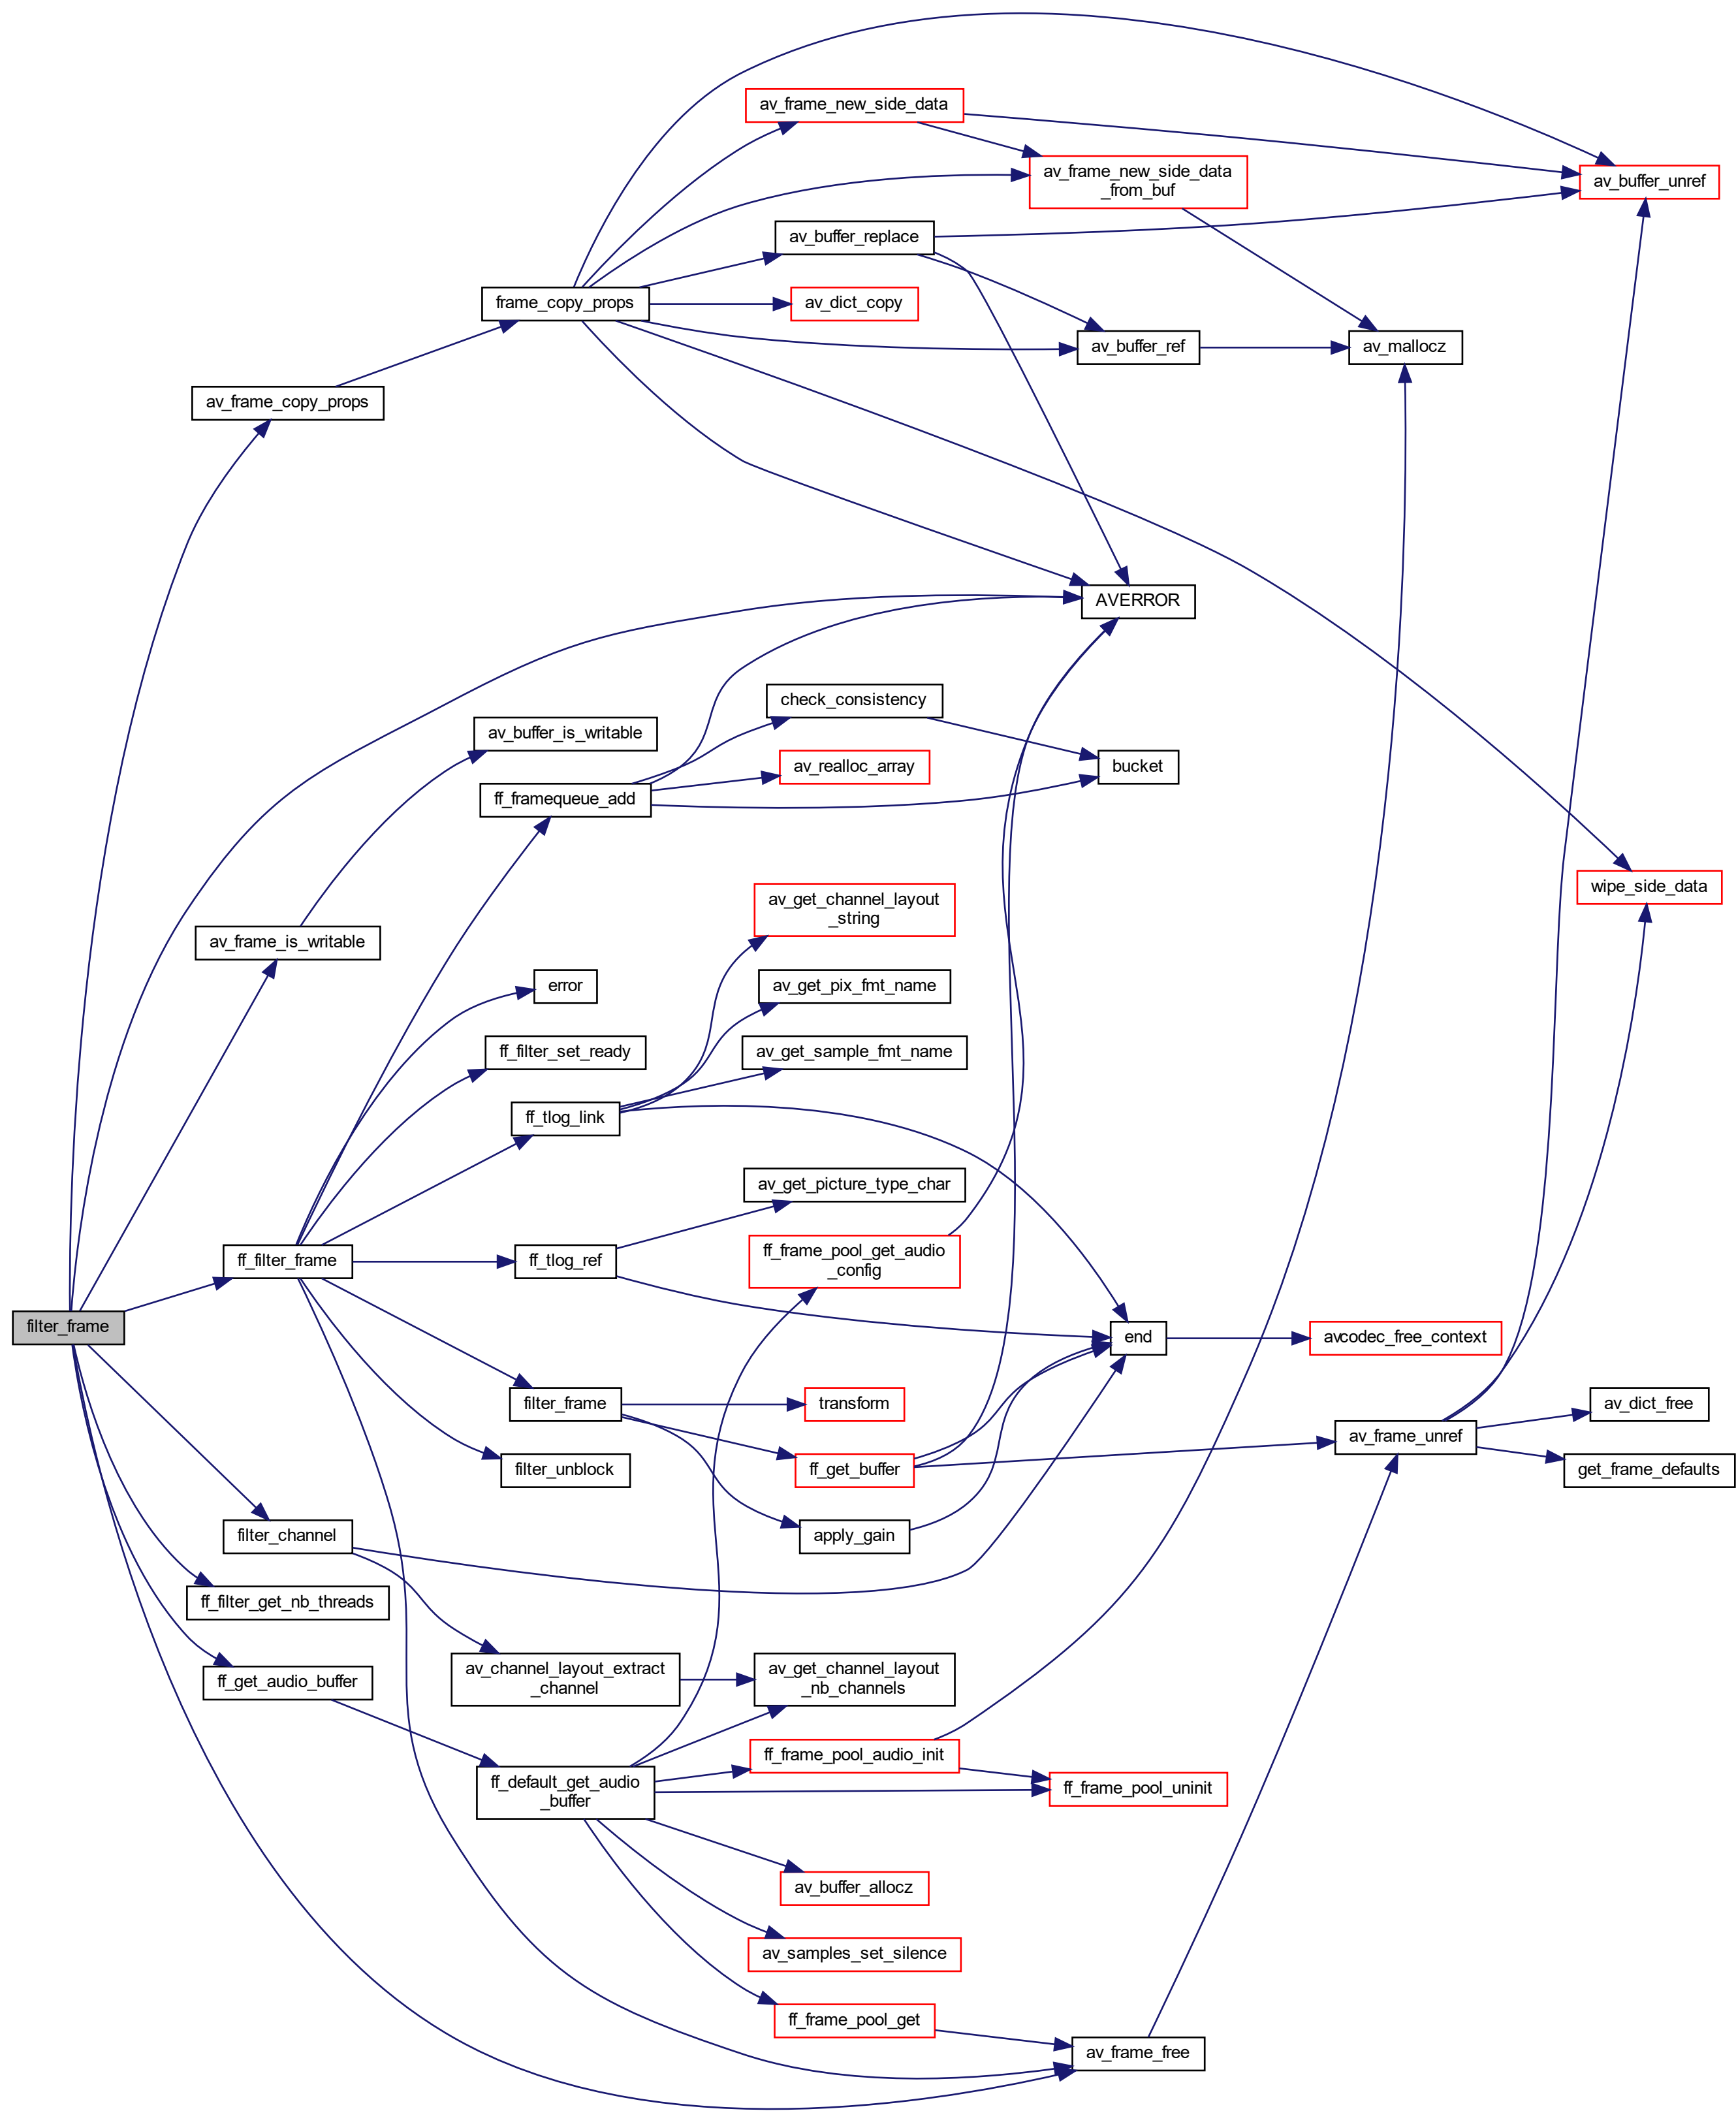 av_frame_new_side_data
av_frame_new_side_data
_from_buf
av_buffer_unref
av_buffer_replace
frame_copy_props
av_dict_copy
av_buffer_ref
av_mallocz
av_frame_copy_props
AVERROR
check_consistency
av_buffer_is_writable
av_realloc_array
bucket
ff_framequeue_add
wipe_side_data
av_get_channel_layout
_string
av_frame_is_writable
error
av_get_pix_fmt_name
ff_filter_set_ready
av_get_sample_fmt_name
ff_tlog_link
av_get_picture_type_char
ff_filter_frame
ff_tlog_ref
ff_frame_pool_get_audio
_config
filter_frame
end
avcodec_free_context
filter_frame
transform
av_dict_free
av_frame_unref
filter_unblock
ff_get_buffer
get_frame_defaults
filter_channel
apply_gain
ff_filter_get_nb_threads
ff_get_audio_buffer
av_channel_layout_extract
_channel
av_get_channel_layout
_nb_channels
ff_frame_pool_audio_init
ff_default_get_audio
_buffer
ff_frame_pool_uninit
av_buffer_allocz
av_samples_set_silence
ff_frame_pool_get
av_frame_free